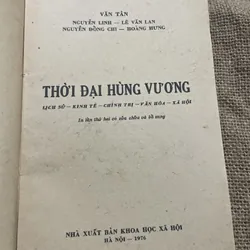 VĂN TÂN
NGUYỄN LINH — LÊ VĂN LAN
NGUYỄN ĐỔNG CHI — HOÀNG HƯNG
THỜI ĐẠI HÙNG VƯƠNG
LỊCH SỬ — KINH TẾ — CHÍNH TRỊ — VĂN HÓA — XÃ HỘI
In lần thứ hai có sửa chữa và bổ sung
NHÀ XUẤT BẢN KHOA HỌC XÃ HỘI
HÀ NỘI — 1976